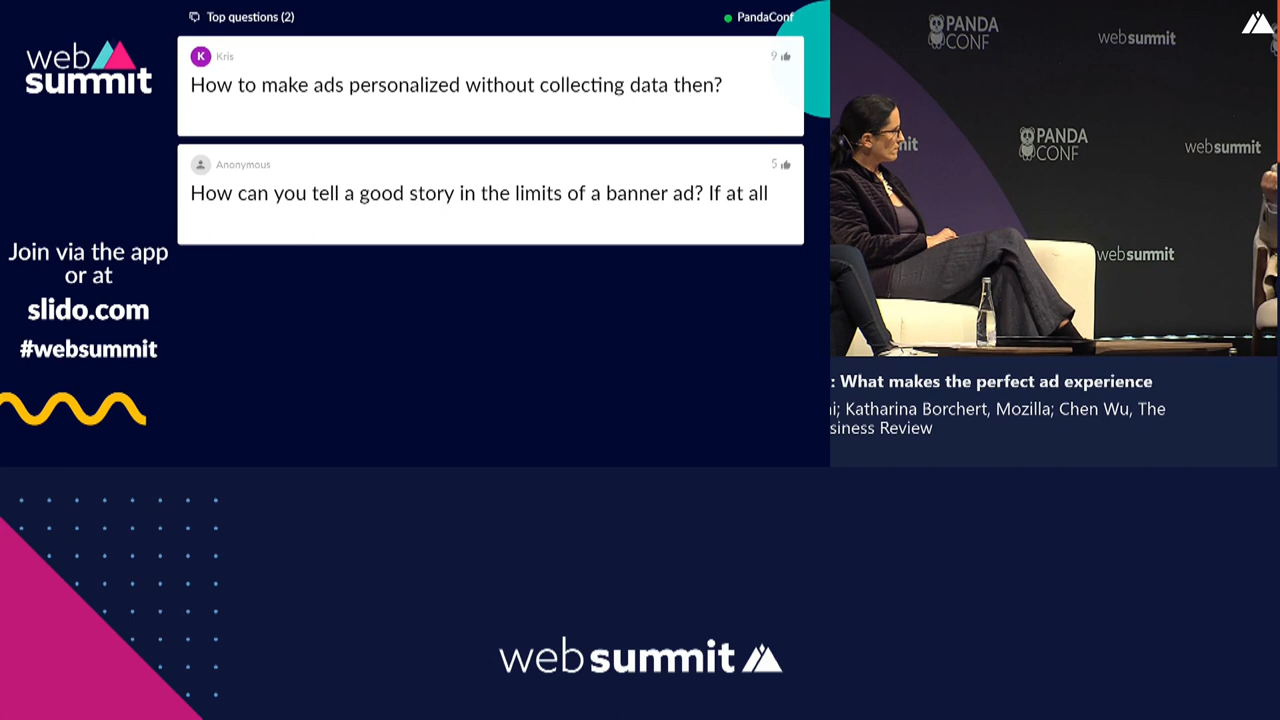 Top questions (2)
PandaConf
web
summit
K
Kris
9
How to make ads personalized without collecting data then?
Anonymous
5
How can you tell a good story in the limits of a banner ad? If at all
Join via the app
or at
slido.com
#websummit
PANDA
CONF
websummit
PANDA
CONF
websummit
websummit
: What makes the perfect ad experience
Katharina Borchert, Mozilla; Chen Wu, The
siness Review
web summit